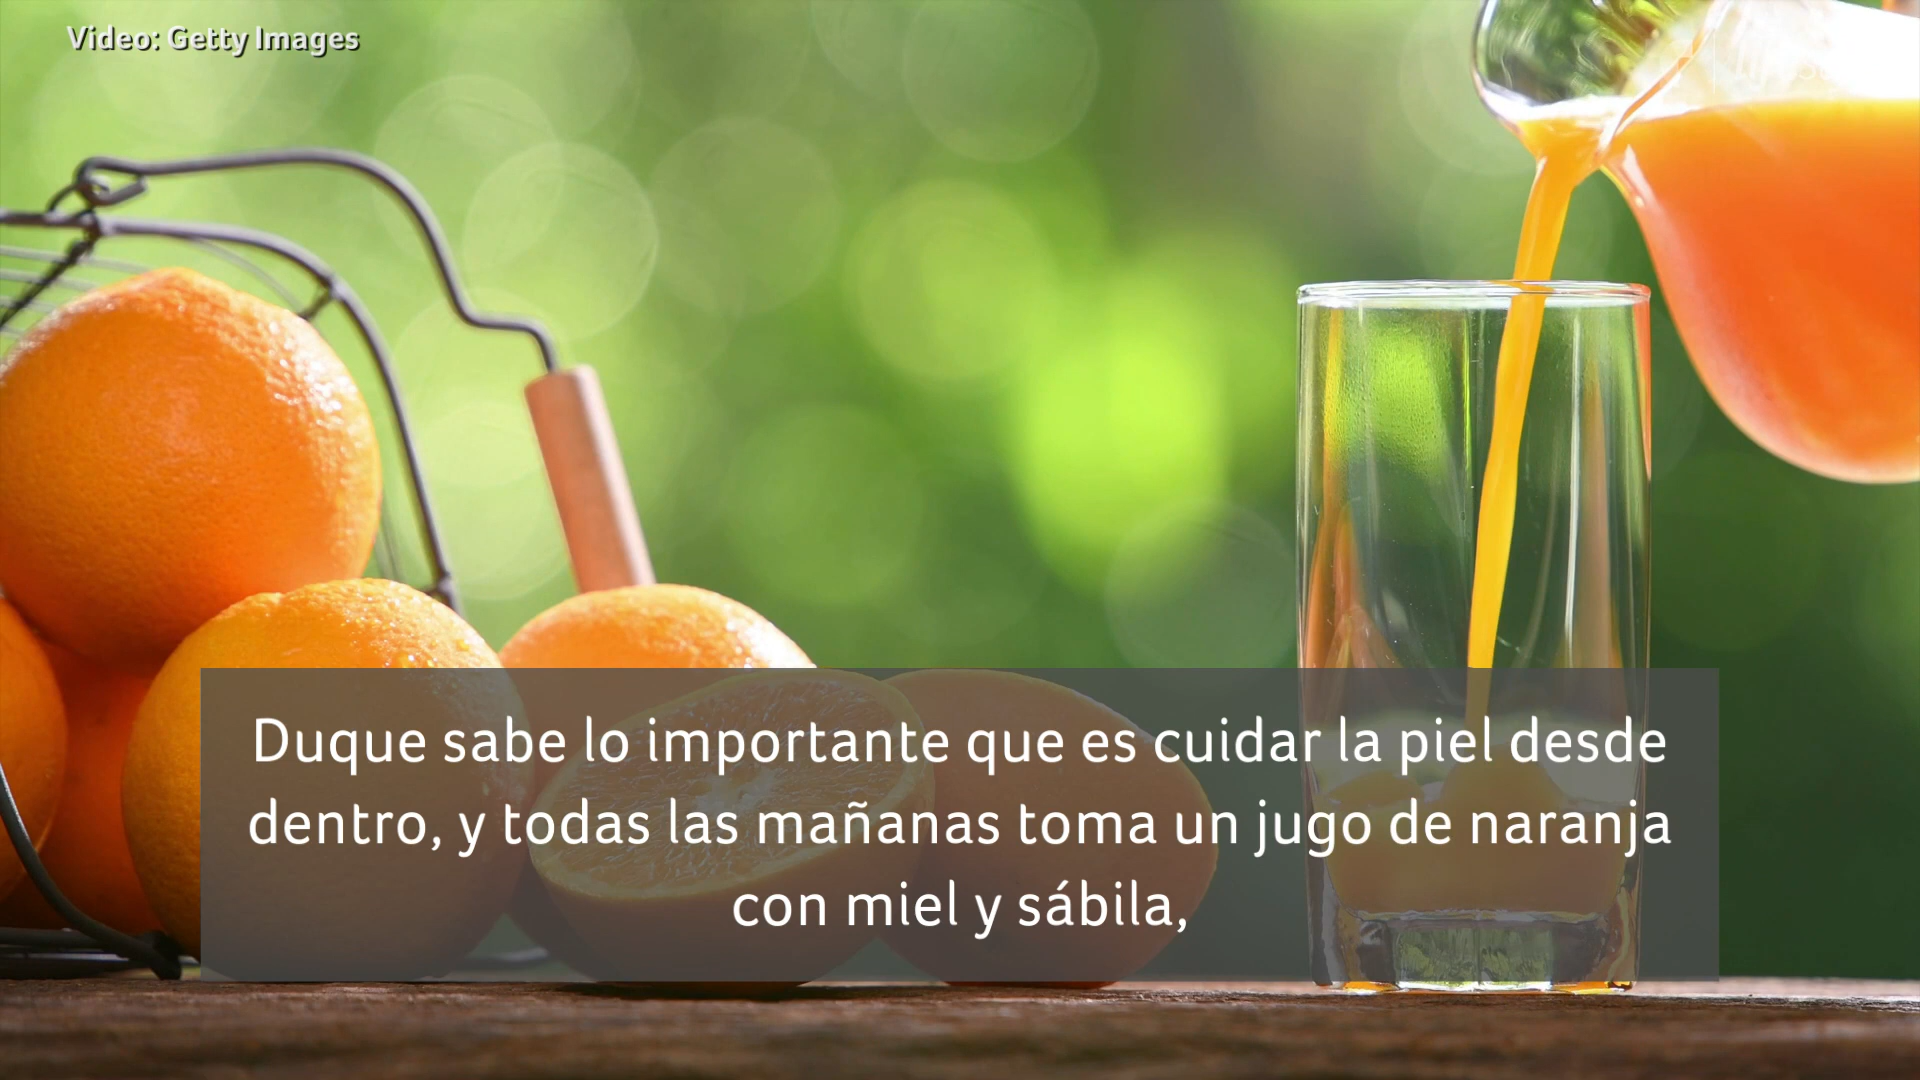 Video: Getty Images
Duque sabe lo importante que es cuidar la piel desde
dentro, y todas las mañanas toma un jugo de naranja
con miel y sábila,